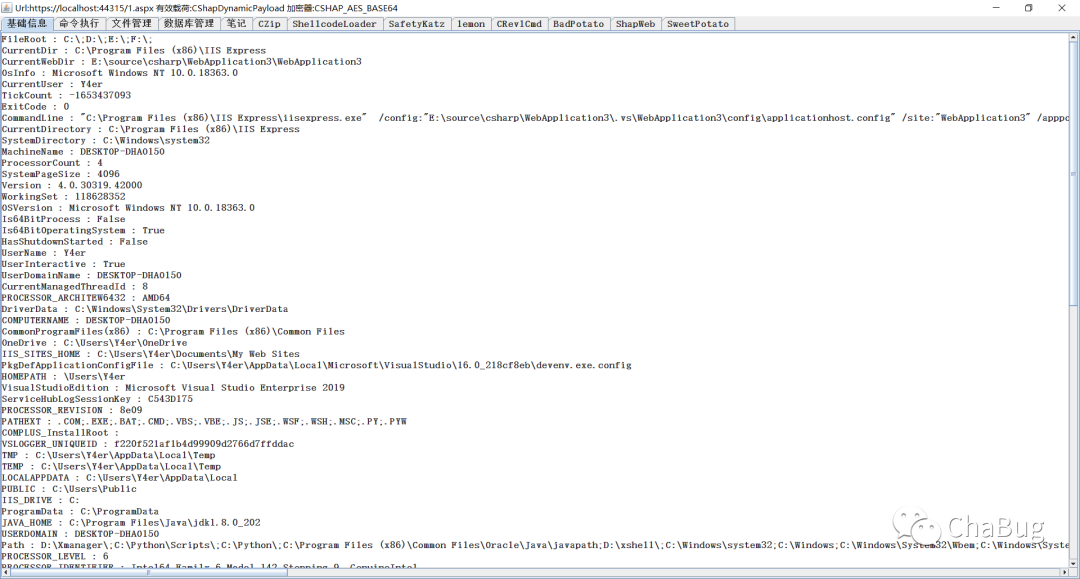 Url:https://localhost:44315/1.aspx 有效载荷:CShapDynamicPayload 加密器:CSHAP_AES_BASE64
基础信息 命令执行 文件管理 数据库管理 笔记 CZip ShellcodeLoader SafetyKatz lemon CRevlCmd BadPotato ShapWeb SweetPotato
FileRoot : C:\;D:\;E:\;F:\;
CurrentDir : C:\Program Files (x86)\IIS Express
CurrentWebDir : E:\source\csharp\WebApplication3\WebApplication3
OsInfo : Microsoft Windows NT 10.0.18363.0
CurrentUser : Y4er
TickCount : -1653437093
ExitCode : 0
CommandLine : "C:\Program Files (x86)\IIS Express\iisexpress.exe"  /config:"E:\source\csharp\WebApplication3\.vs\WebApplication3\config\applicationhost.config" /site:"WebApplication3" /apppo
CurrentDirectory : C:\Program Files (x86)\IIS Express
SystemDirectory : C:\Windows\system32
MachineName : DESKTOP-DHA0150
ProcessorCount : 4
SystemPageSize : 4096
Version : 4.0.30319.42000
WorkingSet : 118628352
OSVersion : Microsoft Windows NT 10.0.18363.0
Is64BitProcess : False
Is64BitOperatingSystem : True
HasShutdownStarted : False
UserName : Y4er
UserInteractive : True
UserDomainName : DESKTOP-DHA0150
CurrentManagedThreadId : 8
PROCESSOR_ARCHITEW6432 : AMD64
DriverData : C:\Windows\System32\Drivers\DriverData
COMPUTERNAME : DESKTOP-DHA0150
CommonProgramFiles(x86) : C:\Program Files (x86)\Common Files
OneDrive : C:\Users\Y4er\OneDrive
IIS_SITES_HOME : C:\Users\Y4er\Documents\My Web Sites
PkgDefApplicationConfigFile : C:\Users\Y4er\AppData\Local\Microsoft\VisualStudio\16.0_218cf8eb\devenv.exe.config
HOMEPATH : \Users\Y4er
VisualStudioEdition : Microsoft Visual Studio Enterprise 2019
ServiceHubLogSessionKey : C543D175
PROCESSOR_REVISION : 8e09
PATHEXT : .COM;.EXE;.BAT;.CMD;.VBS;.VBE;.JS;.JSE;.WSF;.WSH;.MSC;.PY;.PYW
COMPLUS_InstallRoot :
VSLOGGER_UNIQUEID : f220f521af1b4d99909d2766d7ffddac
TMP : C:\Users\Y4er\AppData\Local\Temp
TEMP : C:\Users\Y4er\AppData\Local\Temp
LOCALAPPDATA : C:\Users\Y4er\AppData\Local
PUBLIC : C:\Users\Public
IIS_DRIVE : C:
ProgramData : C:\ProgramData
JAVA_HOME : C:\Program Files\Java\jdk1.8.0_202
USERDOMAIN : DESKTOP-DHA0150
Path : D:\Xmanager\;C:\Python\Scripts\;C:\Python\;C:\Program Files (x86)\Common Files\Oracle\Java\javapath;D:\xshell\;C:\Windows\system32;C:\Windows;C:\Windows\System32\Wbem;C:\Windows\Syste
PROCESSOR_LEVEL : 6
PROCESSOR_IDENTIFIER : Intel64 Family 6 Model 142 Stepping 9, GenuineIntel
ChaBug